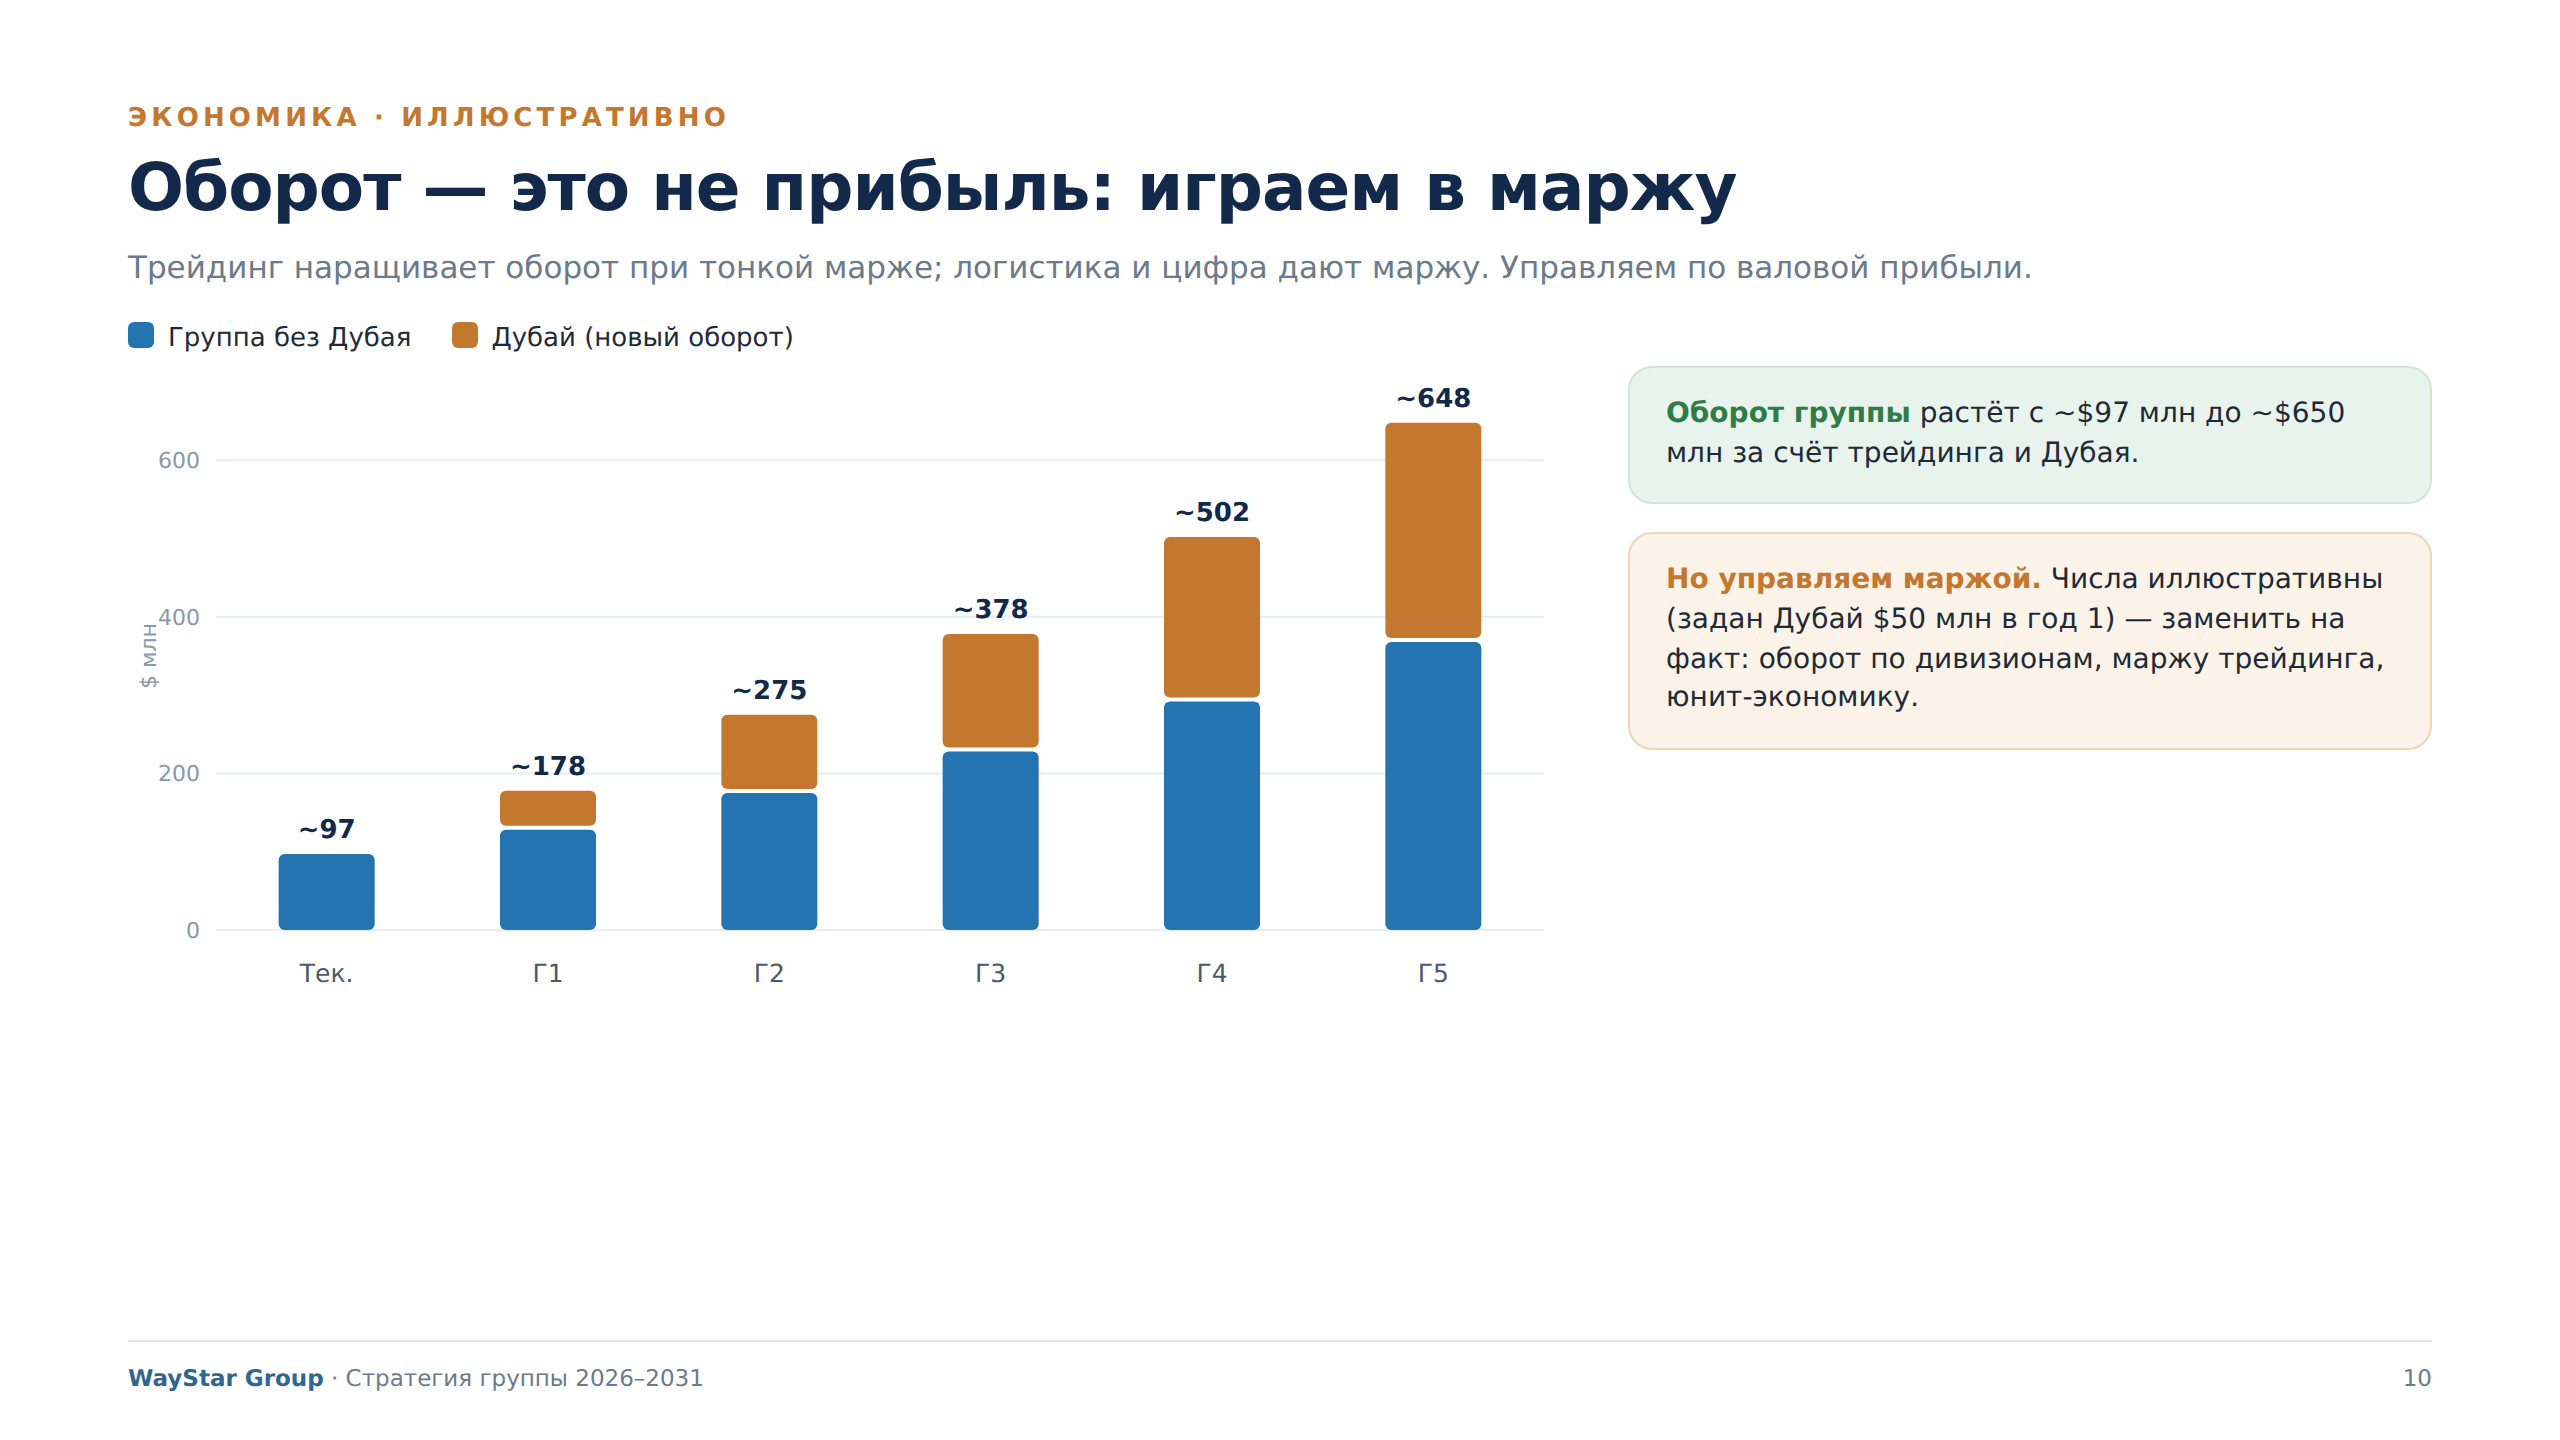 ЭКОНОМИКА · ИЛЛЮСТРАТИВНО
Оборот — это не прибыль: играем в маржу
Трейдинг наращивает оборот при тонкой марже; логистика и цифра дают маржу. Управляем по валовой прибыли.
Группа без Дубая
Дубай (новый оборот)
$ млн
600
400
200
0
~97
~178
~275
~378
~502
~648
Тек.
Г1
Г2
Г3
Г4
Г5
Оборот группы растёт с ~$97 млн до ~$650
млн за счёт трейдинга и Дубая.
Но управляем маржой. Числа иллюстративны
(задан Дубай $50 млн в год 1) — заменить на
факт: оборот по дивизионам, маржу трейдинга,
юнит-экономику.
WayStar Group · Стратегия группы 2026–2031
10